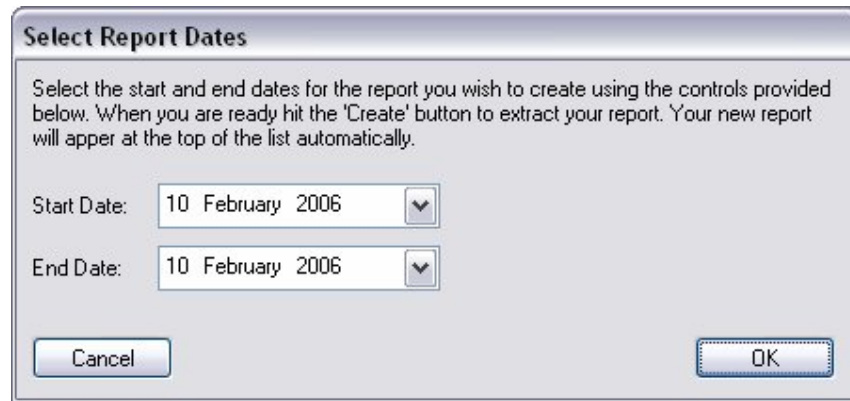 Select Report Dates
Select the start and end dates for the report you wish to create using the controls provided
below. When you are ready hit the 'Create' button to extract your report. Your new report
will apper at the top of the list automatically.
Start Date: 10 February 2006
End Date: 10 February 2006
Cancel OK